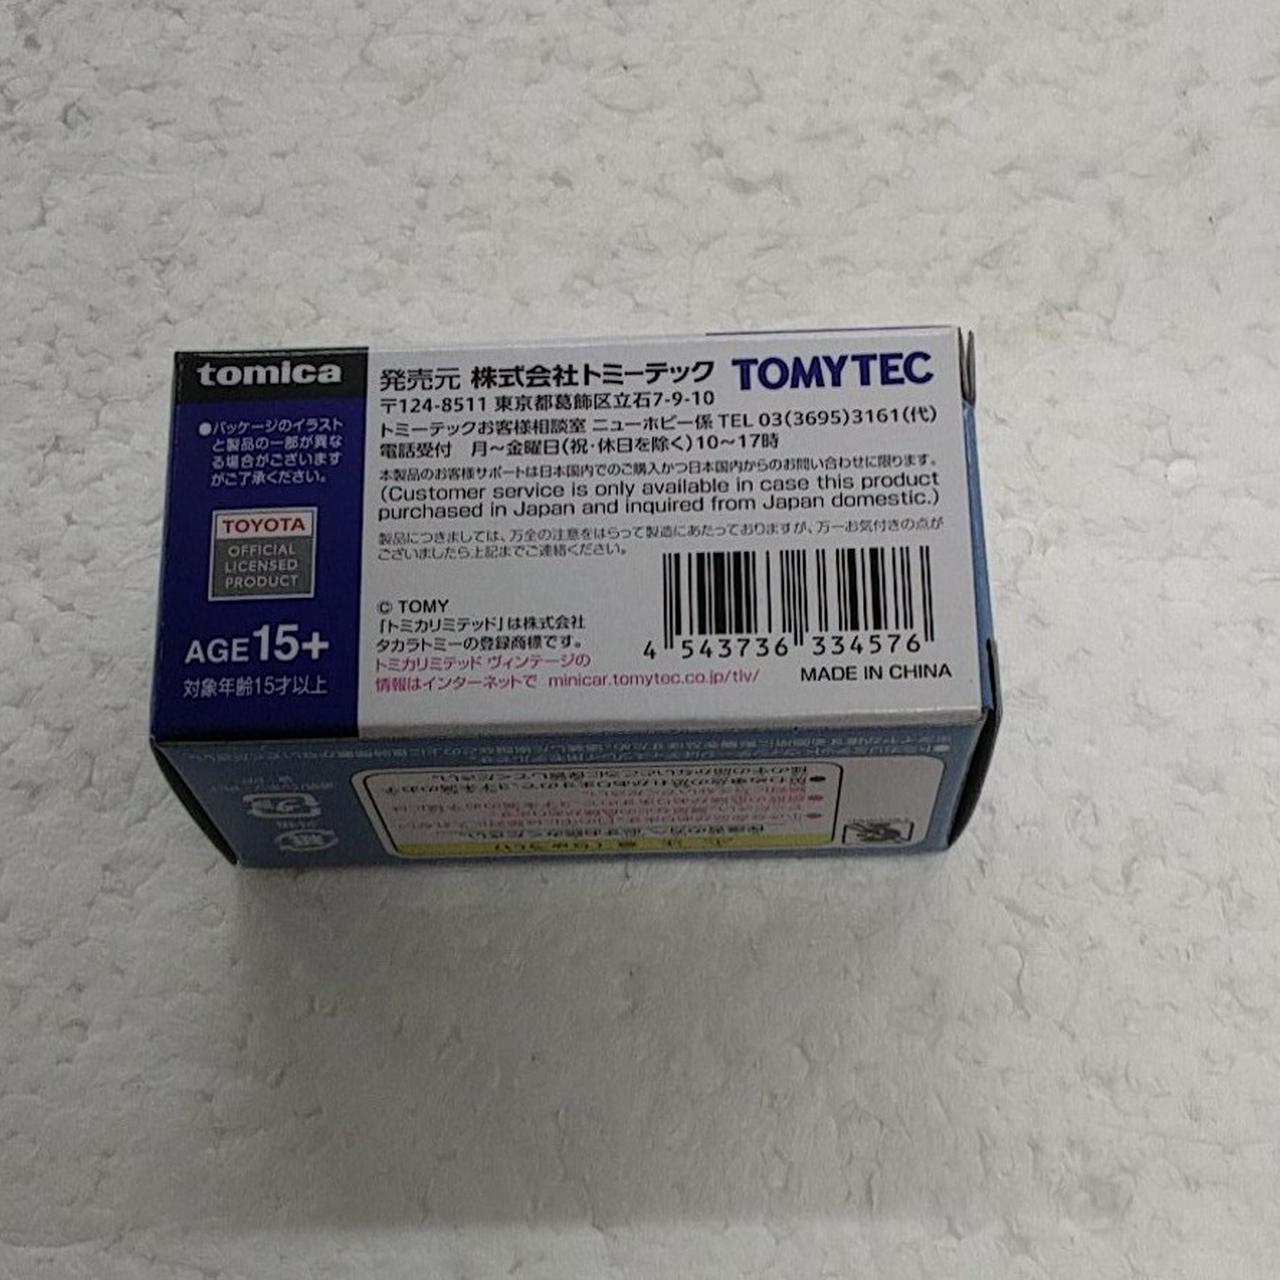 tomica
●パッケージのイラスト
と製品の一部が異な
る場合がございます
がご了承ください。
TOYOTA
OFFICIAL
LICENSED
PRODUCT
AGE 15+
対象年齢15才以上
発売元 株式会社トミーテック TOMYTEC
〒124-8511 東京都葛飾区立石7-9-10
トミーテックお客様相談室 ニューホビー係 TEL 03(3695)3161(代)
電話受付 月~金曜日(祝・休日を除く)10~17時
本製品のお客様サポートは日本国内でのご購入かつ日本国内からのお問い合わせに限ります。
(Customer service is only available in case this product
purchased in Japan and inquired from Japan domestic.)
製品につきましては、万全の注意をはらって製造にあたっておりますが、万一お気付きの点が
ございましたら上記までご連絡ください。
© TOMY
「トミカリミテッド」は株式会社
タカラトミーの登録商標です。
トミカリミテッド ヴィンテージの
情報はインターネットで minicar.tomytec.co.jp/tlv/
4 543736 334576
MADE IN CHINA